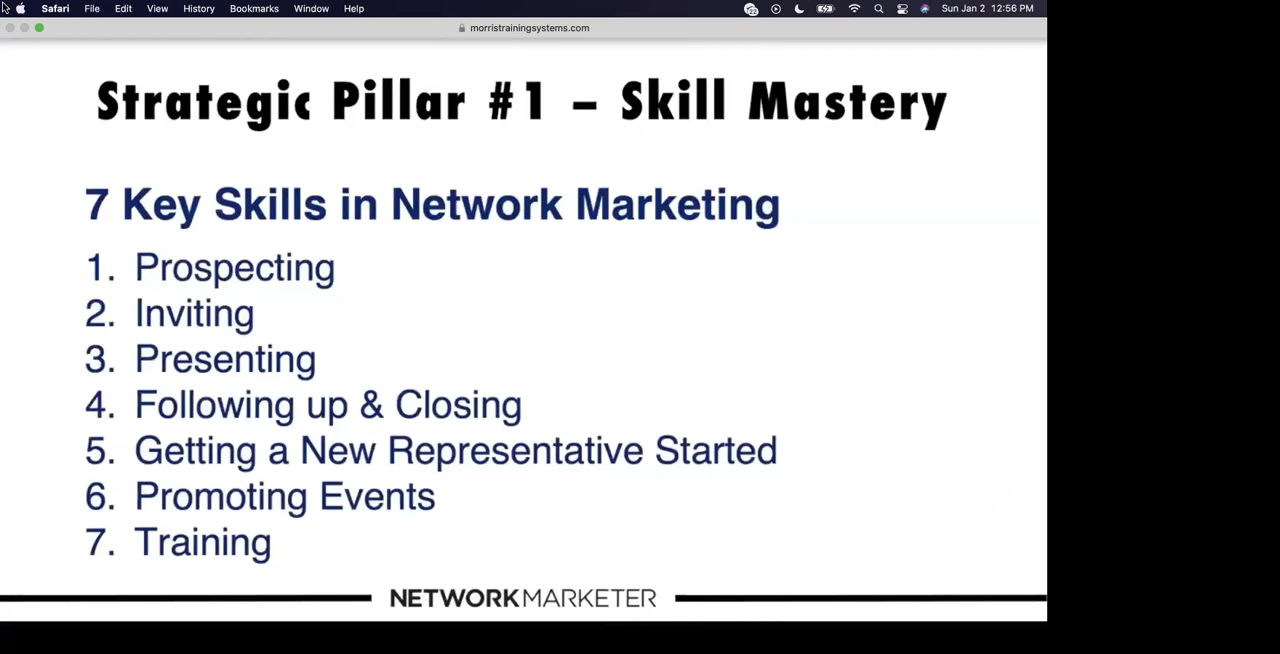 Safari File Edit View History Bookmarks Window Help 22 Sun Jan 2 12:56 PM
morristrainingsystems.com
Strategic Pillar #1 – Skill Mastery
7 Key Skills in Network Marketing
1. Prospecting
2. Inviting
3. Presenting
4. Following up & Closing
5. Getting a New Representative Started
6. Promoting Events
7. Training
NETWORKMARKETER